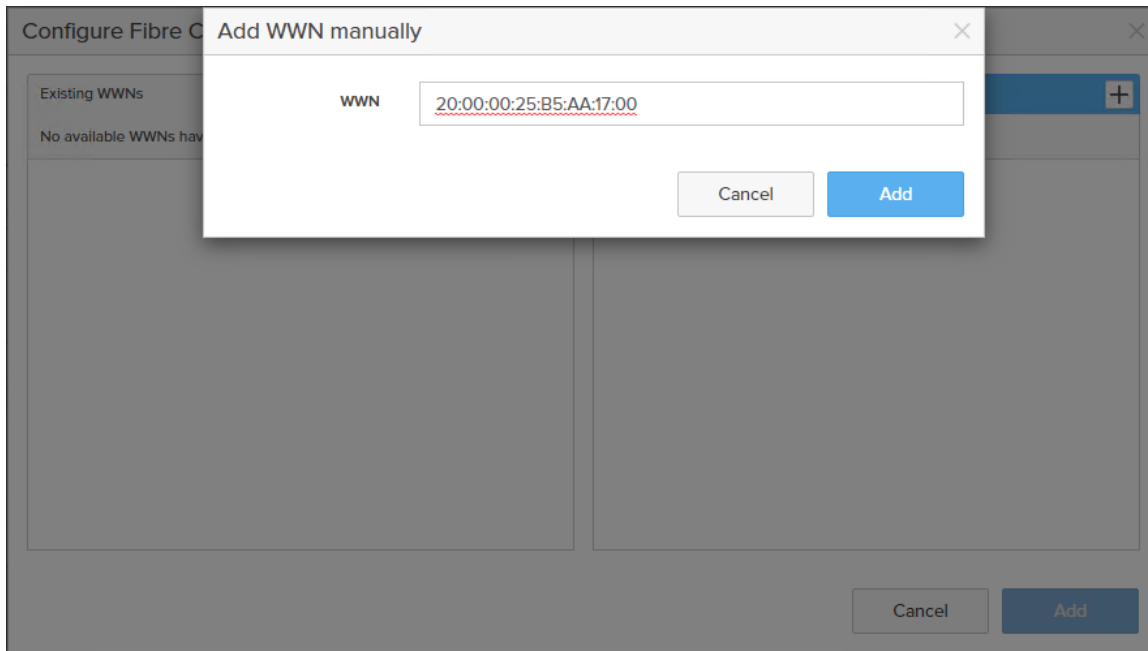 Configure Fibre C
Add WWN manually
Existing WWNs
WWN
20:00:00:25:B5:AA:17:00
No available WWNs hav
Cancel
Add
Cancel
Add